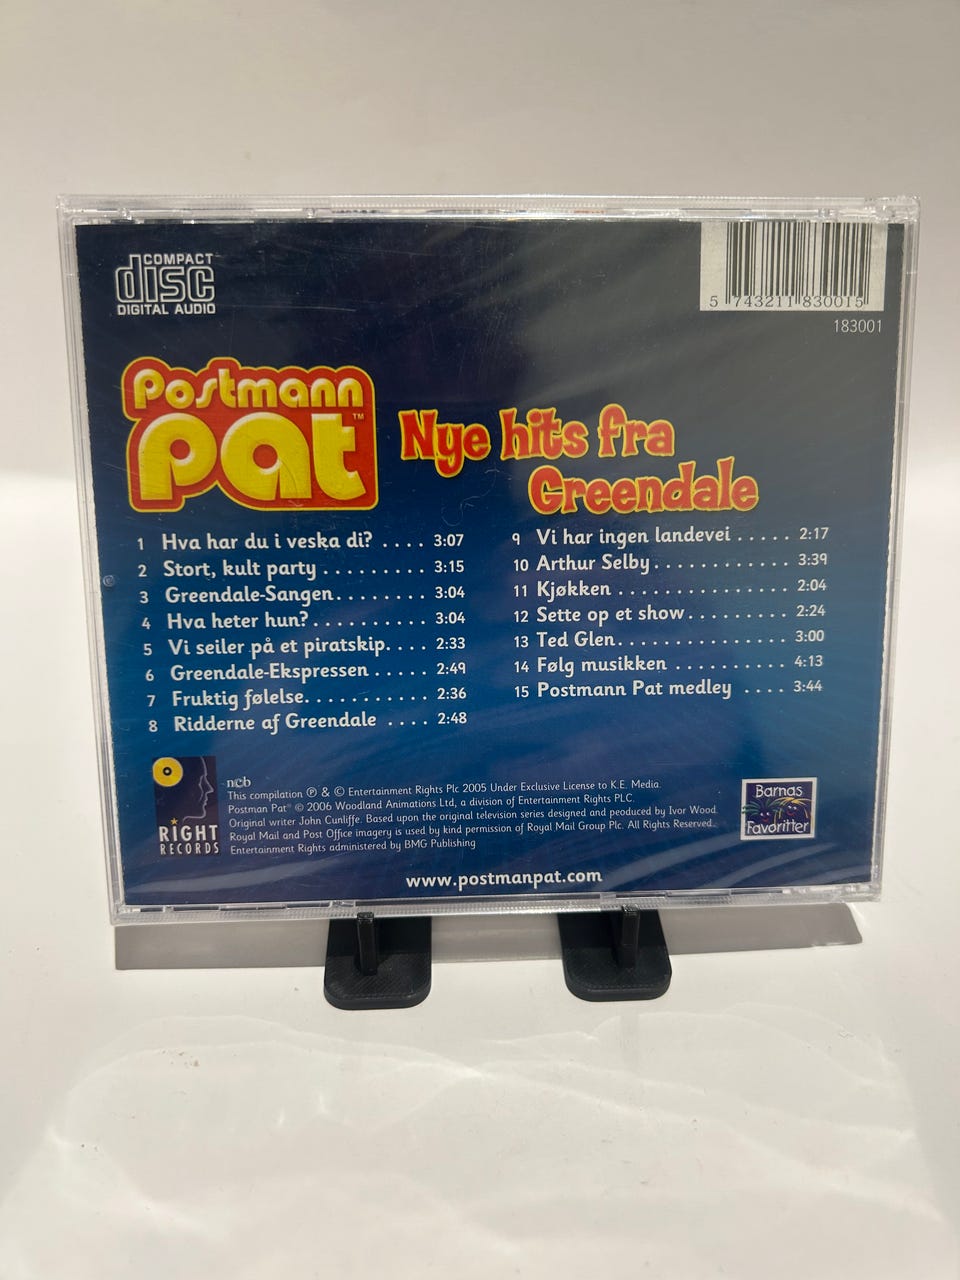 COMPACT
disc
DIGITAL AUDIO
5 743211 830015
183001
Postmann
Pat™
Nye hits fra
Greendale
1 Hva har du i veska di? .... 3:07
2 Stort, kult party ......... 3:15
3 Greendale-Sangen........ 3:04
4 Hva heter hun?.......... 3:04
5 Vi seiler på et piratskip.... 2:33
6 Greendale-Ekspressen ..... 2:49
7 Fruktig følelse............ 2:36
8 Ridderne af Greendale .... 2:48
9 Vi har ingen landevei ..... 2:17
10 Arthur Selby............. 3:39
11 Kjøkken ................ 2:04
12 Sette op et show......... 2:24
13 Ted Glen................ 3:00
14 Følg musikken .......... 4:13
15 Postmann Pat medley .... 3:44
RIGHT
RECORDS
ncb
This compilation ℗ & © Entertainment Rights Plc 2005 Under Exclusive License to K.E. Media.
Postman Pat® © 2006 Woodland Animations Ltd, a division of Entertainment Rights PLC.
Original writer John Cunliffe. Based upon the original television series designed and produced by Ivor Wood.
Royal Mail and Post Office imagery is used by kind permission of Royal Mail Group Plc. All Rights Reserved.
Entertainment Rights administered by BMG Publishing
Barnas
Favoritter
www.postmanpat.com